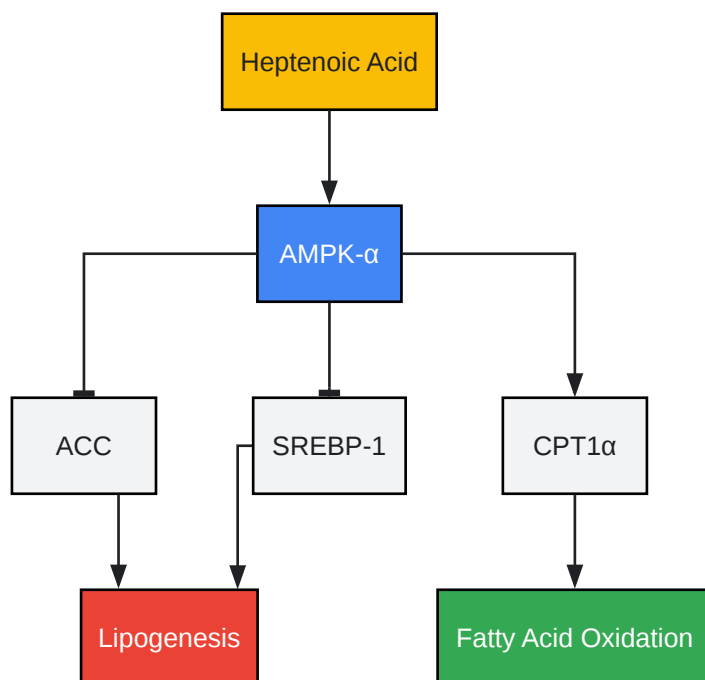 Heptenoic Acid
AMPK-α
ACC
SREBP-1
CPT1α
Lipogenesis
Fatty Acid Oxidation